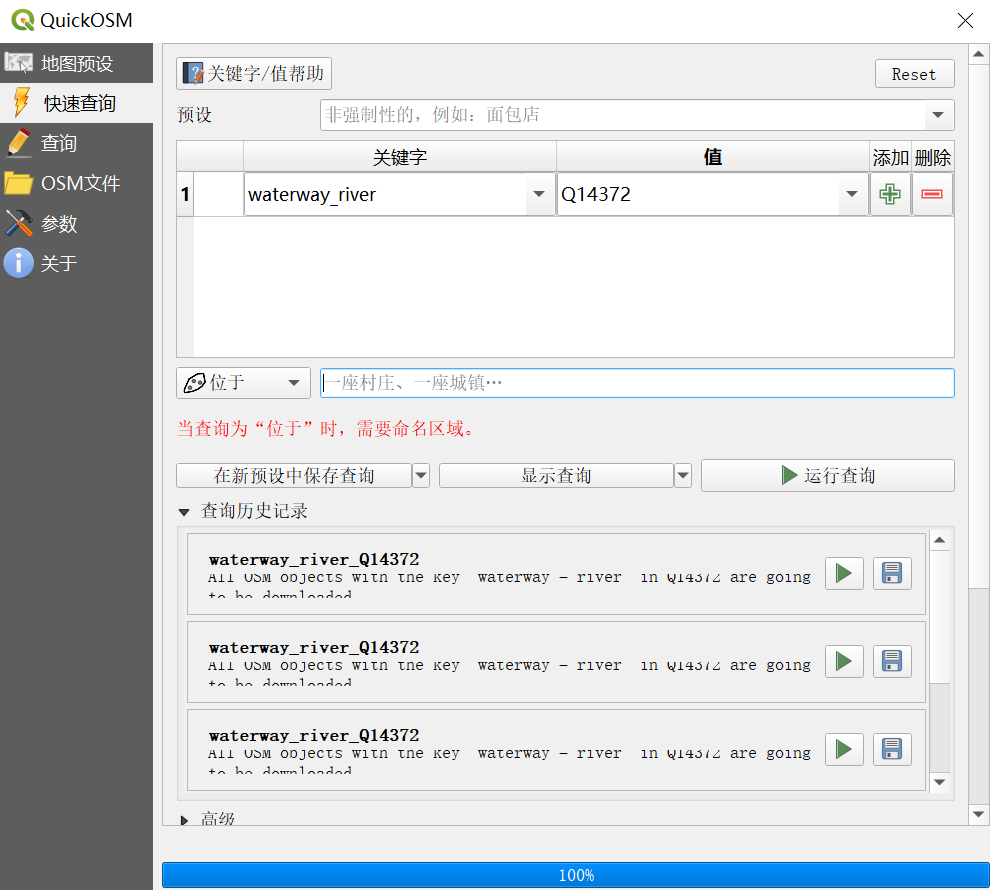 QuickOSM
地图预设
快速查询
查询
OSM文件
参数
关于
关键字/值帮助
Reset
预设
非强制性的，例如：面包店
关键字 值 添加 删除
1 waterway_river Q14372
位于 一座村庄、一座城镇…
当查询为“位于”时，需要命名区域。
在新预设中保存查询 显示查询 运行查询
查询历史记录
waterway_river_Q14372
All OSM objects with the key  waterway – river  in Q14372 are going
to be downloaded
waterway_river_Q14372
All OSM objects with the key  waterway – river  in Q14372 are going
to be downloaded
waterway_river_Q14372
All OSM objects with the key  waterway – river  in Q14372 are going
to be downloaded
高级
100%